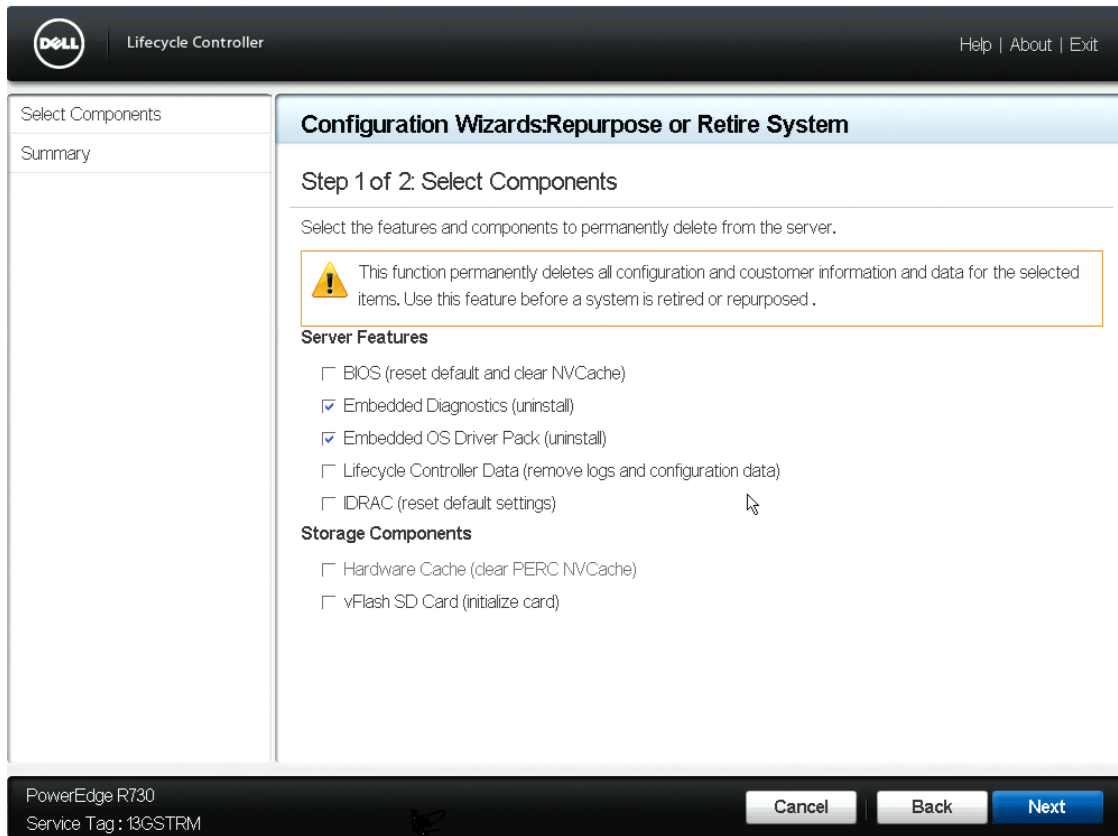 DELL
Lifecycle Controller
Help | About | Exit
Select Components
Summary
Configuration Wizards:Repurpose or Retire System
Step 1 of 2: Select Components
Select the features and components to permanently delete from the server.
This function permanently deletes all configuration and coustomer information and data for the selected
items. Use this feature before a system is retired or repurposed .
Server Features
BIOS (reset default and clear NVCache)
Embedded Diagnostics (uninstall)
Embedded OS Driver Pack (uninstall)
Lifecycle Controller Data (remove logs and configuration data)
IDRAC (reset default settings)
Storage Components
Hardware Cache (clear PERC NVCache)
vFlash SD Card (initialize card)
PowerEdge R730
Service Tag : 13GSTRM
Cancel
Back
Next